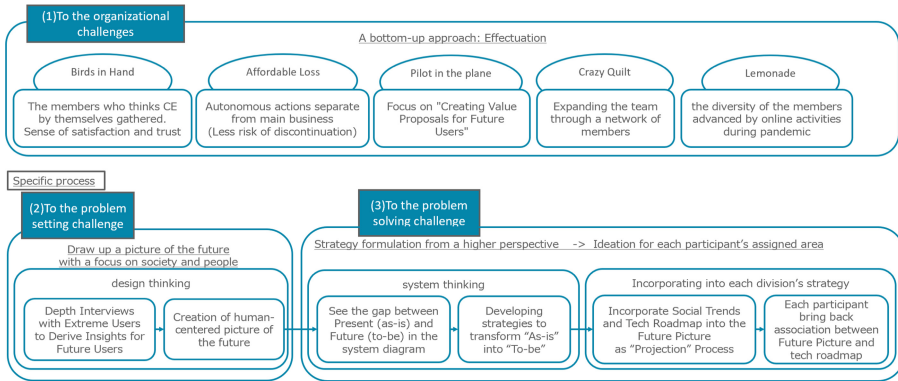 (1)To the organizational
challenges
A bottom-up approach: Effectuation
Birds in Hand
The members who thinks CE
by themselves gathered.
Sense of satisfaction and trust
Affordable Loss
Autonomous actions separate
from main business
(Less risk of discontinuation)
Pilot in the plane
Focus on "Creating Value
Proposals for Future
Users"
Crazy Quilt
Expanding the team
through a network of
members
Lemonade
the diversity of the members
advanced by online activities
during pandemic
Specific process
(2)To the problem
setting challenge
Draw up a picture of the future
with a focus on society and people
design thinking
Depth Interviews
with Extreme Users
to Derive Insights for
Future Users
Creation of human-
centered picture of
the future
(3)To the problem
solving challenge
Strategy formulation from a higher perspective -> Ideation for each participant's assigned area
system thinking
See the gap between
Present (as-is) and
Future (to-be) in the
system diagram
Developing
strategies to
transform "As-is"
into "To-be"
Incorporating into each division's strategy
Incorporate Social Trends
and Tech Roadmap into the
Future Picture
as "Projection" Process
Each participant
bring back
association between
Future Picture and
tech roadmap